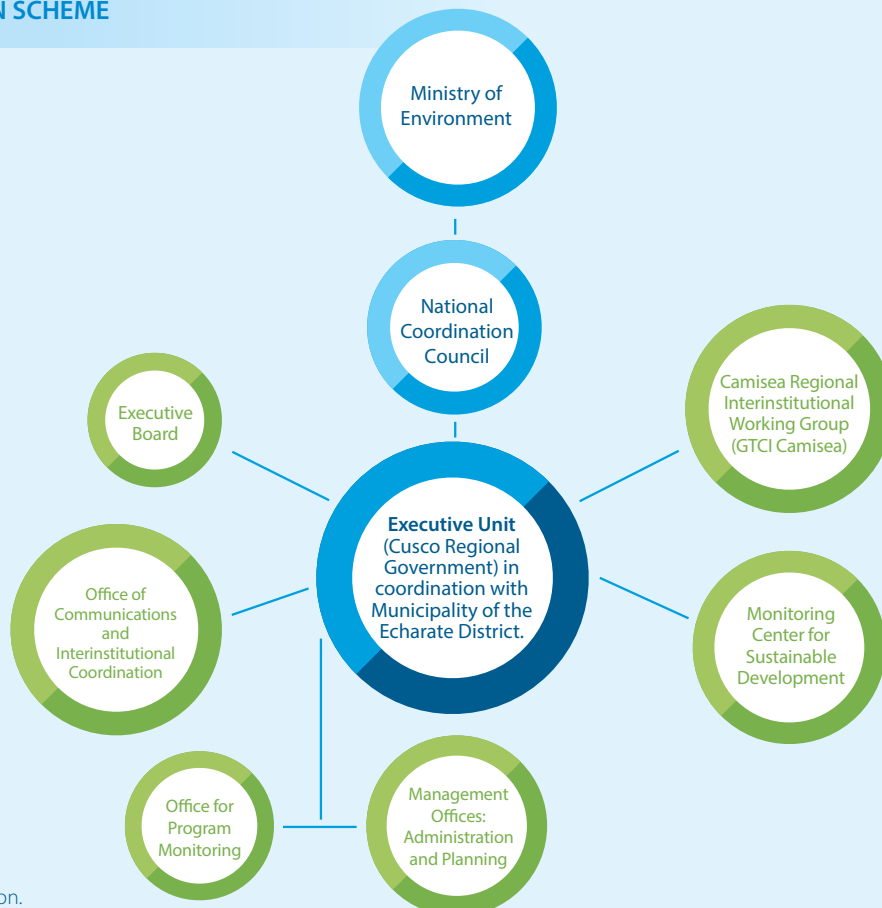 N SCHEME
Ministry of
Environment
National
Coordination
Council
Executive
Board
Camisea Regional
Interinstitutional
Working Group
(GTCI Camisea)
Executive Unit
(Cusco Regional
Government) in
coordination with
Municipality of the
Echarate District.
Office of
Communications
and
Interinstitutional
Coordination
Monitoring
Center for
Sustainable
Development
Office for
Program
Monitoring
Management
Offices:
Administration
and Planning
on.